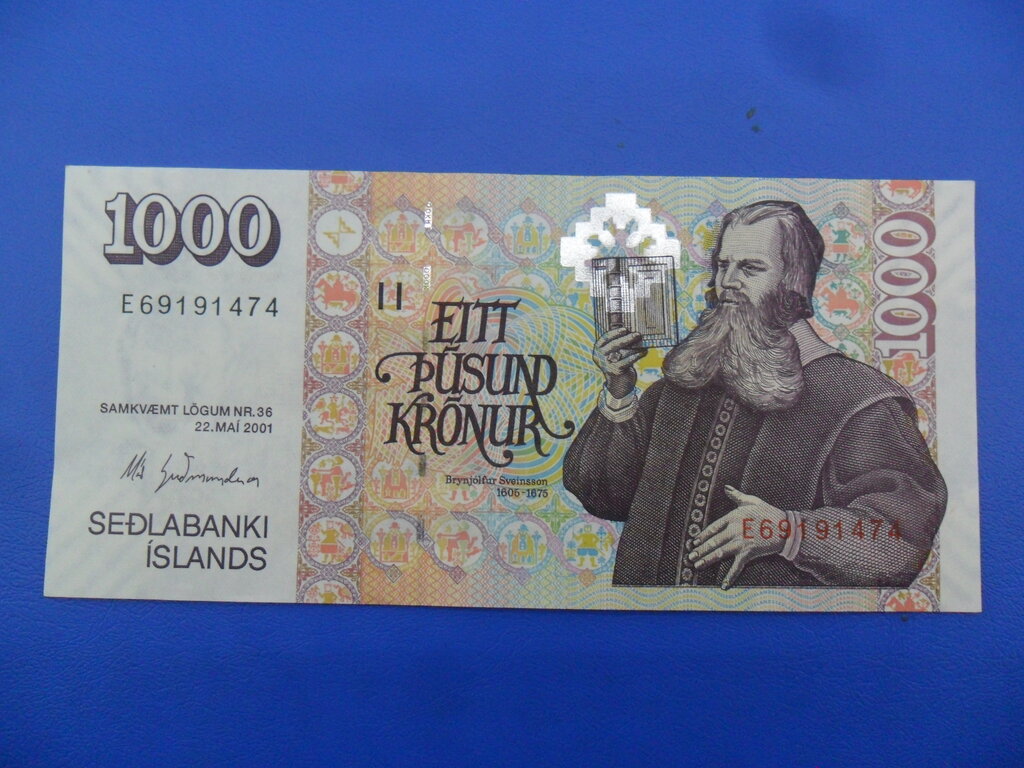 1000
E69191474
SAMKVÆMT LÖGUM NR. 36
22. MAÍ 2001
SEÐLABANKI
ÍSLANDS
EITT
ÞÚSUND
KRÓNUR
Brynjólfur Sveinsson
1605-1675
E69191474
1000